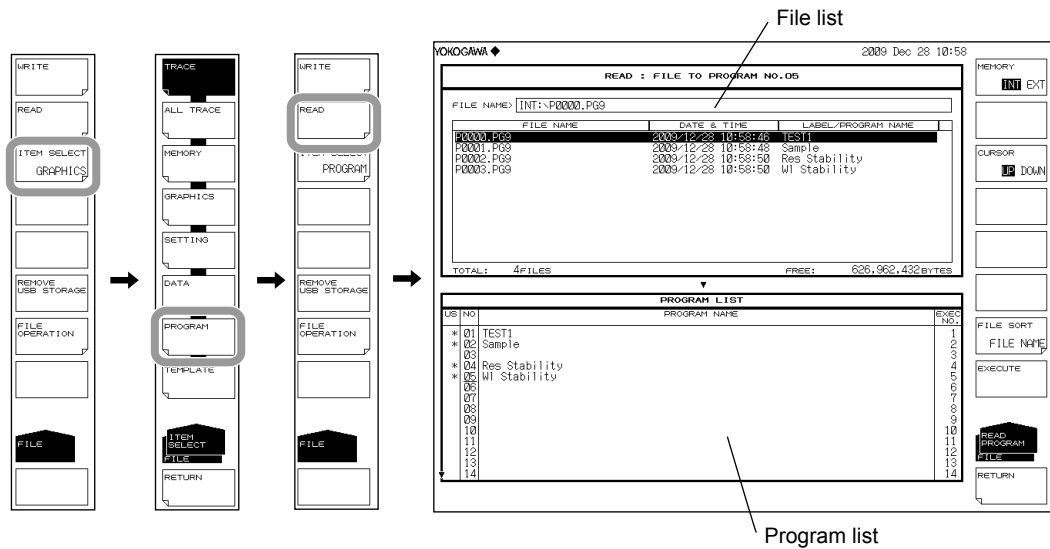 File list
WRITE
READ
ITEM SELECT
GRAPHICS
REMOVE
USB STORAGE
FILE
OPERATION
FILE
TRACE
ALL TRACE
MEMORY
GRAPHICS
SETTING
DATA
PROGRAM
TEMPLATE
ITEM
SELECT
FILE
RETURN
WRITE
READ
ITEM SELECT
PROGRAM
REMOVE
USB STORAGE
FILE
OPERATION
FILE
YOKOGAWA 2009 Dec 28 10:58
READ : FILE TO PROGRAM NO.05
FILE NAME> INT:\P0000.PG9
FILE NAME DATE & TIME LABEL/PROGRAM NAME
P0000.PG9 2009/12/28 10:58:46 TEST1
P0001.PG9 2009/12/28 10:58:48 Sample
P0002.PG9 2009/12/28 10:58:50 Res Stability
P0003.PG9 2009/12/28 10:58:50 Wl Stability
TOTAL: 4FILES FREE: 626,962,432BYTES
PROGRAM LIST
US NO PROGRAM NAME EXEC
NO.
* 01 TEST1 1
* 02 Sample 2
03 3
* 04 Res Stability 4
* 05 Wl Stability 5
06 6
07 7
08 8
09 9
10 10
11 11
12 12
13 13
14 14
MEMORY
INT EXT
CURSOR
UP DOWN
FILE SORT
FILE NAME
EXECUTE
READ
PROGRAM
FILE
RETURN
Program list